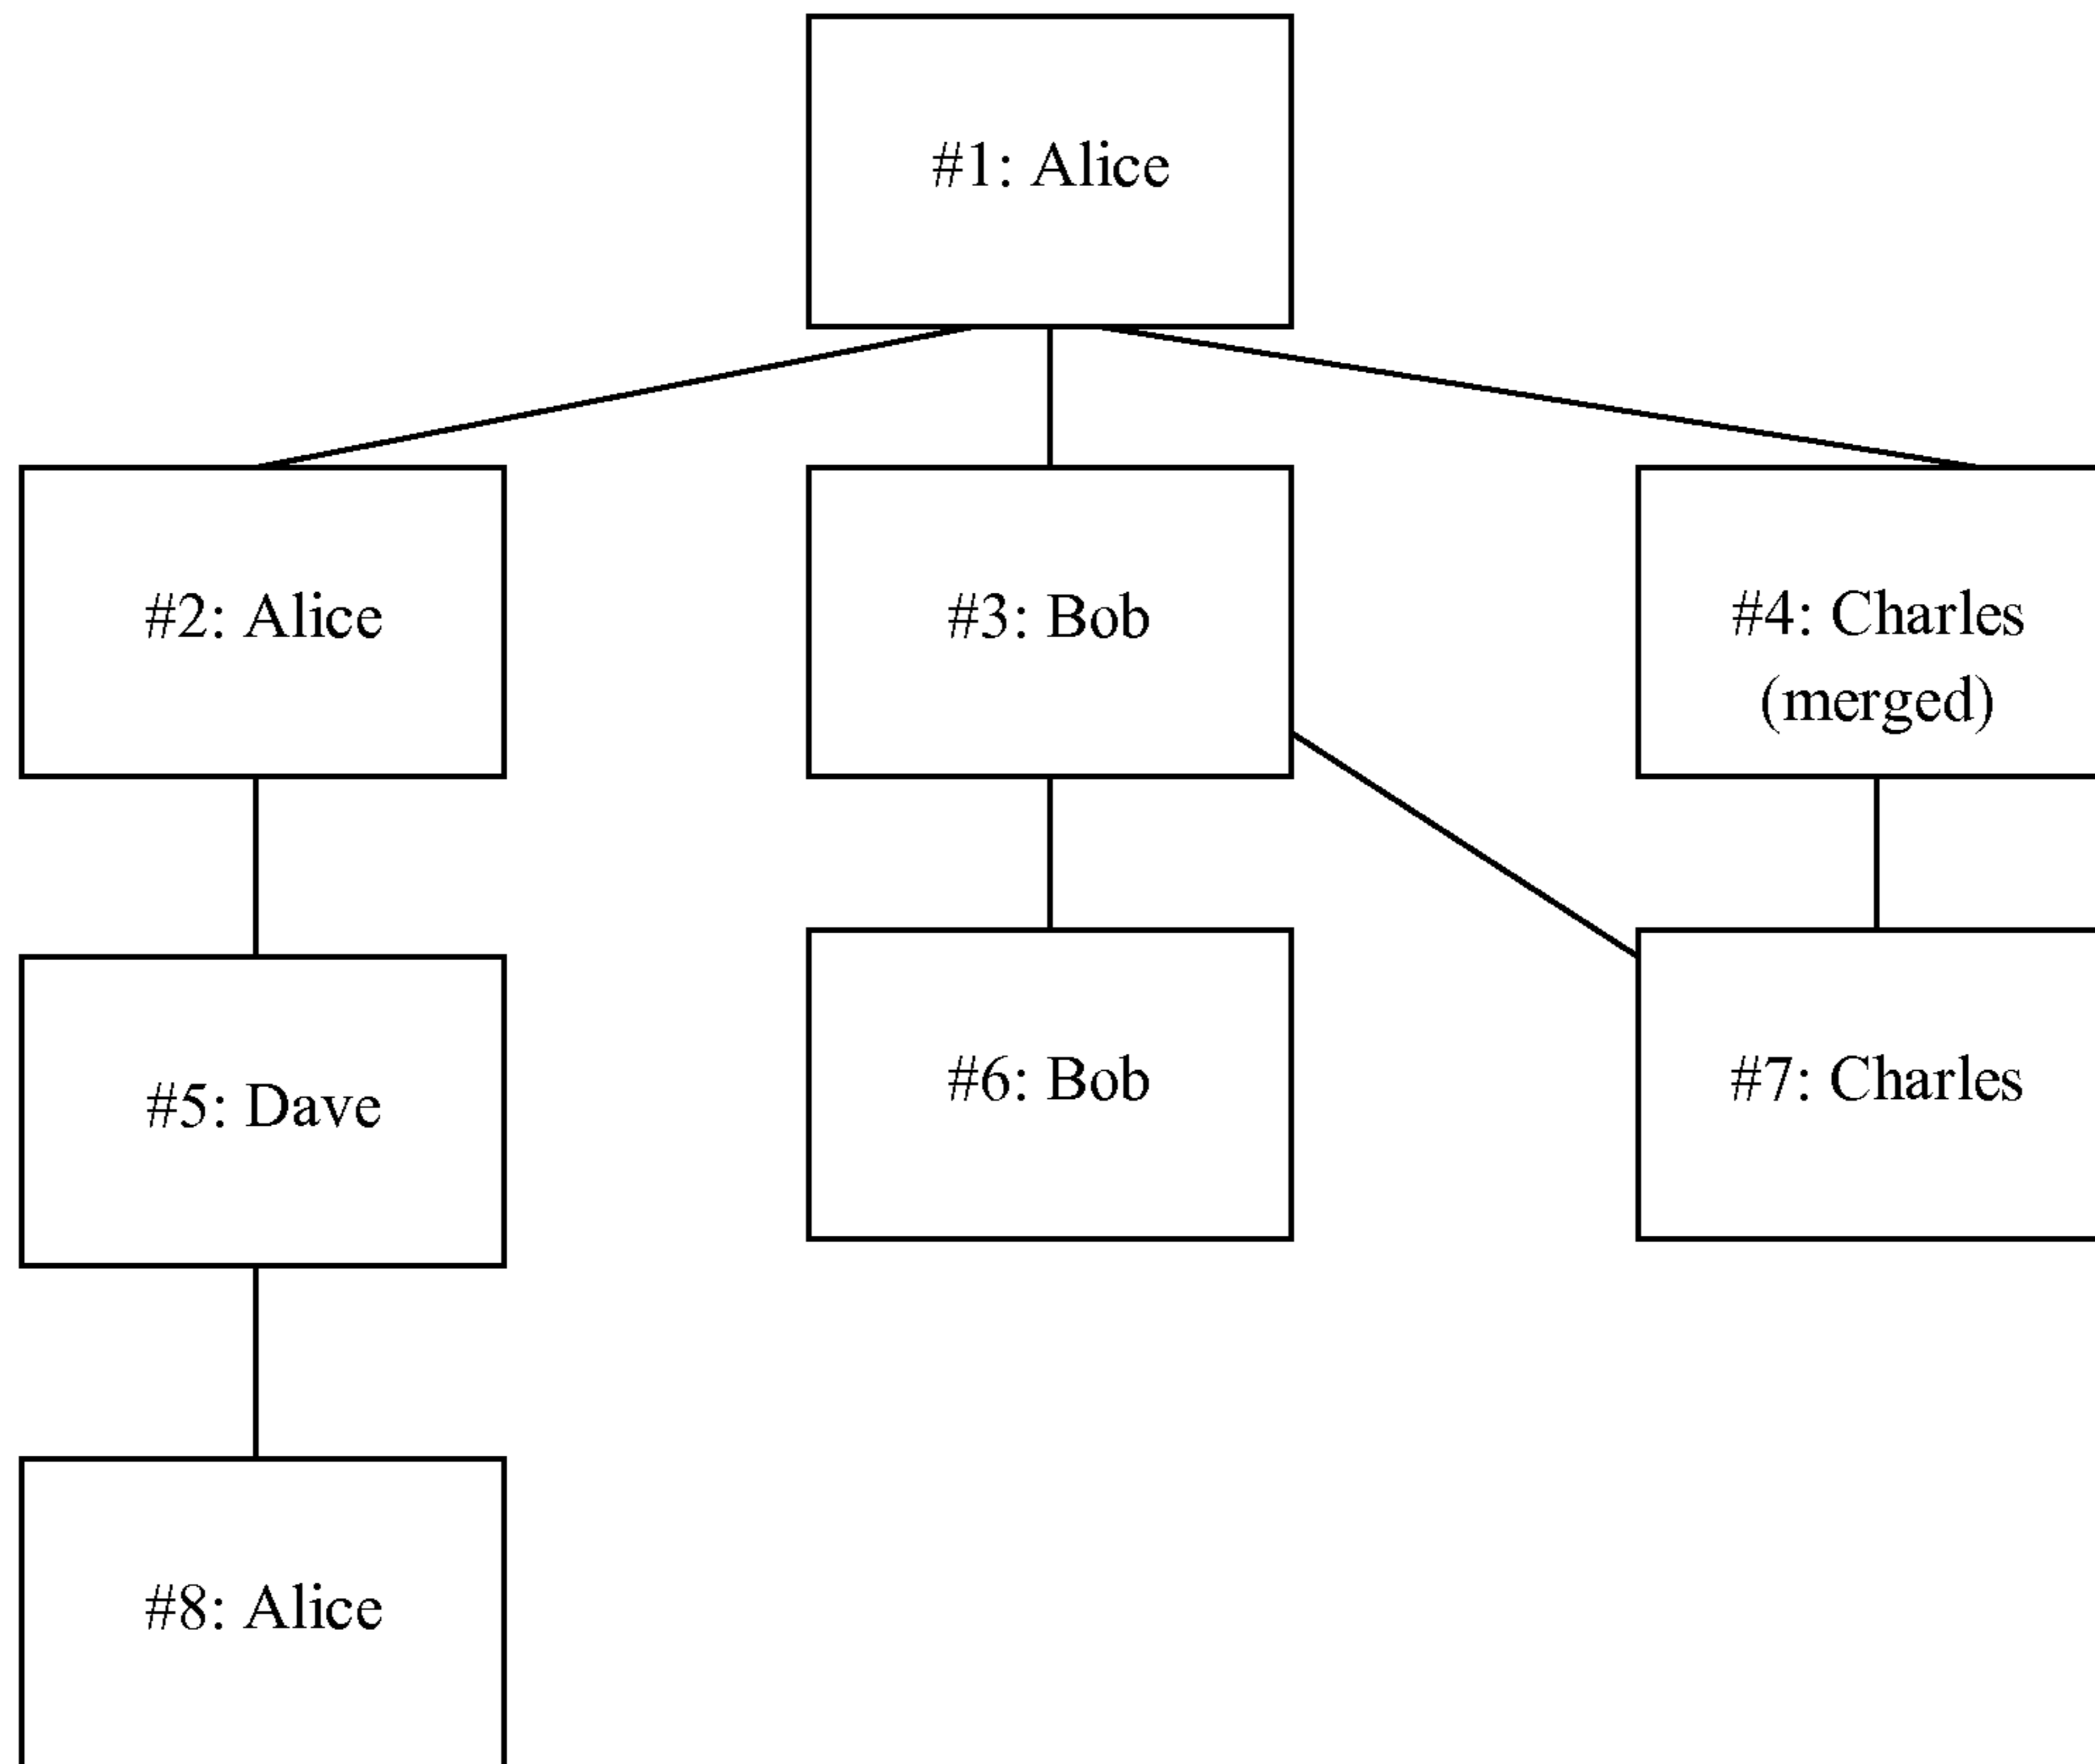 #1: Alice
#2: Alice
#3: Bob
#4: Charles
(merged)
#5: Dave
#6: Bob
#7: Charles
#8: Alice